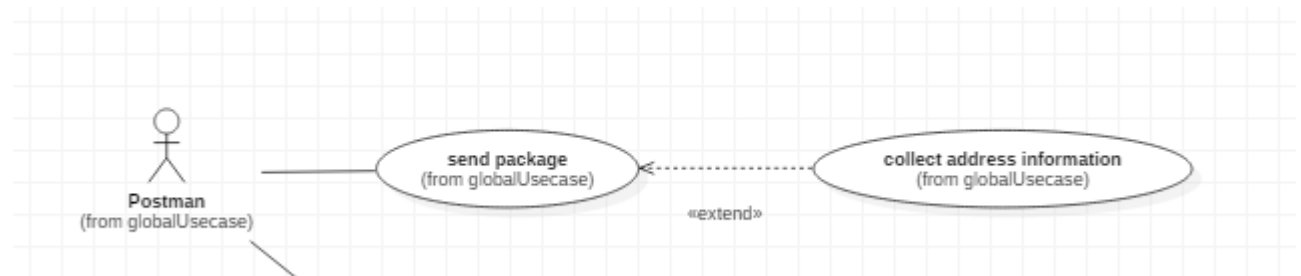 send package
(from globalUsecase)
collect address information
(from globalUsecase)
Postman
(from globalUsecase)
«extend»